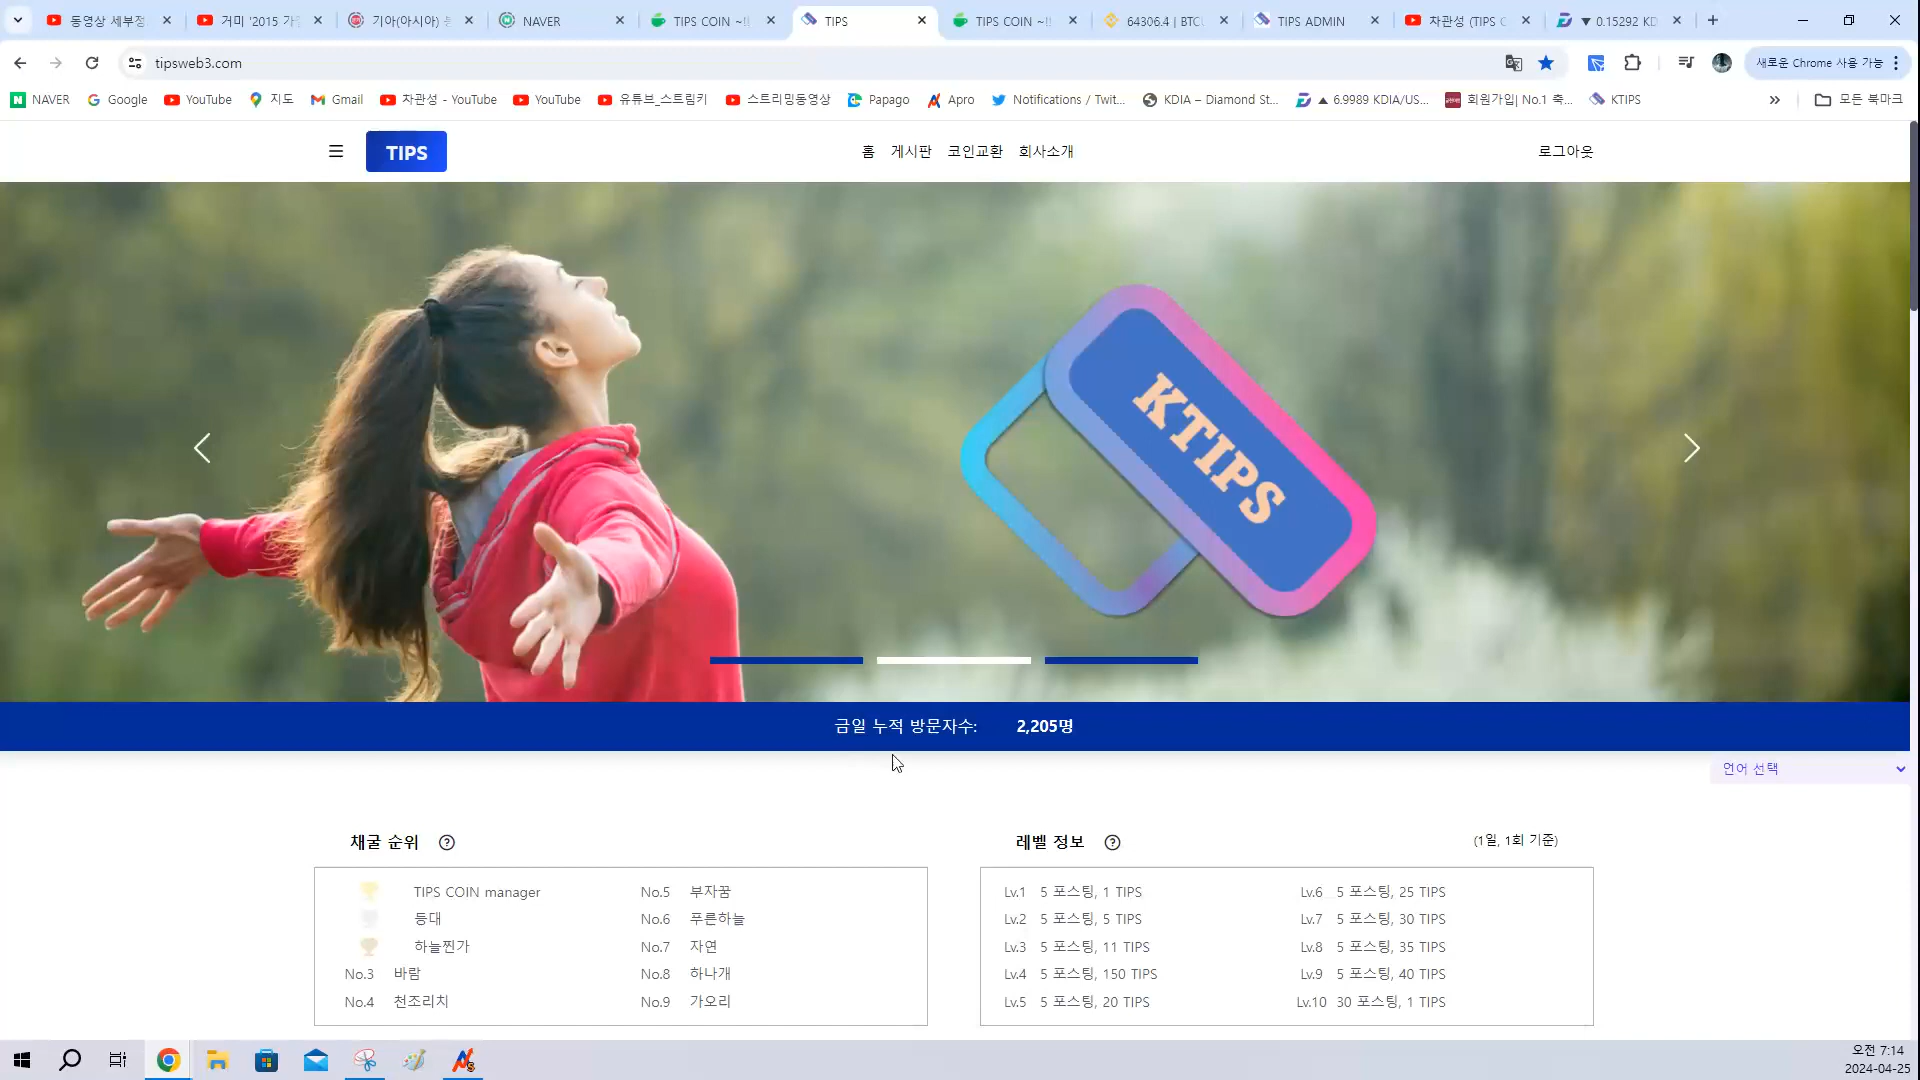 동영상 세부정
거미 '2015 가을
기아(아시아)
NAVER
TIPS COIN ~!!
TIPS
TIPS COIN ~!!
64306.4 | BTCU
TIPS ADMIN
차관성 (TIPS C
▼ 0.15292 KD
tipsweb3.com
새로운 Chrome 사용 가능
NAVER
Google
YouTube
지도
Gmail
차관성 - YouTube
YouTube
유튜브_스트림키
스트리밍동영상
Papago
Apro
Notifications / Twit...
KDIA – Diamond St...
▲ 6.9989 KDIA/US...
회원가입| No.1 축...
KTIPS
모든 북마크
TIPS
홈 게시판 코인교환 회사소개
로그아웃
KTIPS
금일 누적 방문자수: 2,205명
언어 선택
채굴 순위
TIPS COIN manager
등대
하늘찐가
No.3 바람
No.4 천조리치
No.5 부자꿈
No.6 푸른하늘
No.7 자연
No.8 하나개
No.9 가오리
레벨 정보
(1일, 1회 기준)
Lv.1 5 포스팅, 1 TIPS
Lv.2 5 포스팅, 5 TIPS
Lv.3 5 포스팅, 11 TIPS
Lv.4 5 포스팅, 150 TIPS
Lv.5 5 포스팅, 20 TIPS
Lv.6 5 포스팅, 25 TIPS
Lv.7 5 포스팅, 30 TIPS
Lv.8 5 포스팅, 35 TIPS
Lv.9 5 포스팅, 40 TIPS
Lv.10 30 포스팅, 1 TIPS
오전 7:14
2024-04-25